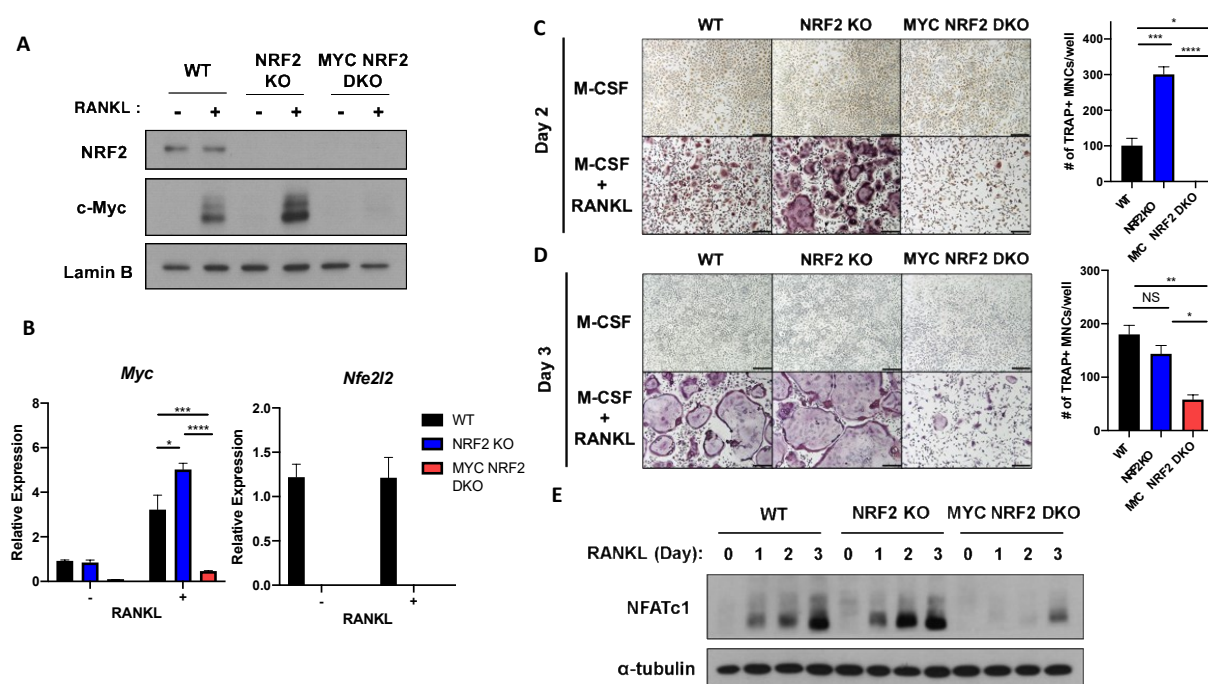 A
WT
NRF2 KO
MYC NRF2 DKO
RANKL : - + - + - +
NRF2
c-Myc
Lamin B
B
Myc
Relative Expression
8
6
4
2
0
***
*
****
- +
RANKL
Nfe2l2
Relative Expression
2.0
1.5
1.0
0.5
0.0
- +
RANKL
WT
NRF2 KO
MYC NRF2
DKO
C
WT NRF2 KO MYC NRF2 DKO
Day 2
M-CSF
M-CSF
+
RANKL
# of TRAP+ MNCs/well
400
300
200
100
0
*
***
****
WT
NRF2KO
MYC NRF2 DKO
D
WT NRF2 KO MYC NRF2 DKO
Day 3
M-CSF
M-CSF
+
RANKL
# of TRAP+ MNCs/well
300
200
100
0
**
NS
*
WT
NRF2KO
MYC NRF2 DKO
E
WT NRF2 KO MYC NRF2 DKO
RANKL (Day): 0 1 2 3 0 1 2 3 0 1 2 3
NFATc1
α-tubulin